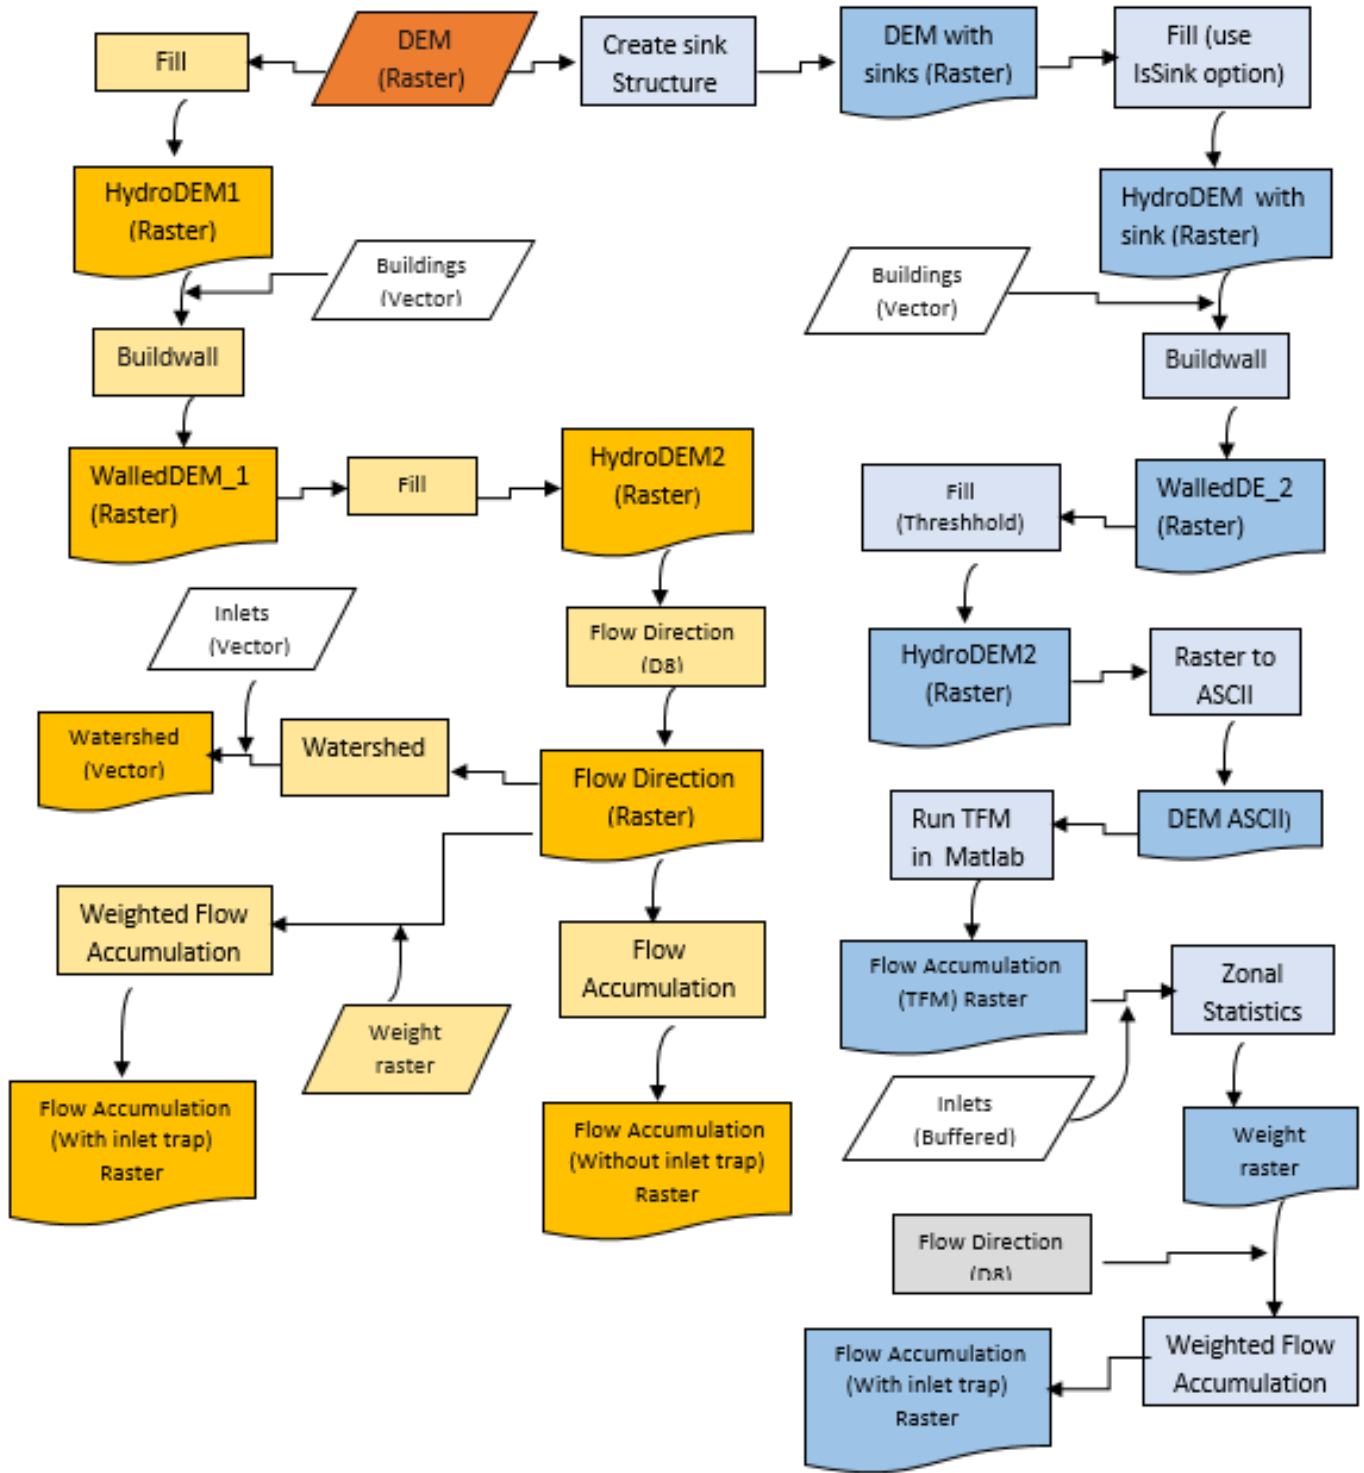 Fill
DEM
(Raster)
Create sink
Structure
DEM with
sinks (Raster)
Fill (use
IsSink option)
HydroDEM1
(Raster)
HydroDEM with
sink (Raster)
Buildings
(Vector)
Buildings
(Vector)
Buildwall
Buildwall
WalledDEM_1
(Raster)
Fill
HydroDEM2
(Raster)
Fill
(Threshhold)
WalledDE_2
(Raster)
Inlets
(Vector)
Flow Direction
(D8)
HydroDEM2
(Raster)
Raster to
ASCII
Watershed
(Vector)
Watershed
Flow Direction
(Raster)
Run TFM
in Matlab
DEM ASCII)
Weighted Flow
Accumulation
Flow
Accumulation
Flow Accumulation
(TFM) Raster
Zonal
Statistics
Weight
raster
Flow Accumulation
(With inlet trap)
Raster
Flow Accumulation
(Without inlet trap)
Raster
Inlets
(Buffered)
Weight
raster
Flow Direction
(D8)
Flow Accumulation
(With inlet trap)
Raster
Weighted Flow
Accumulation